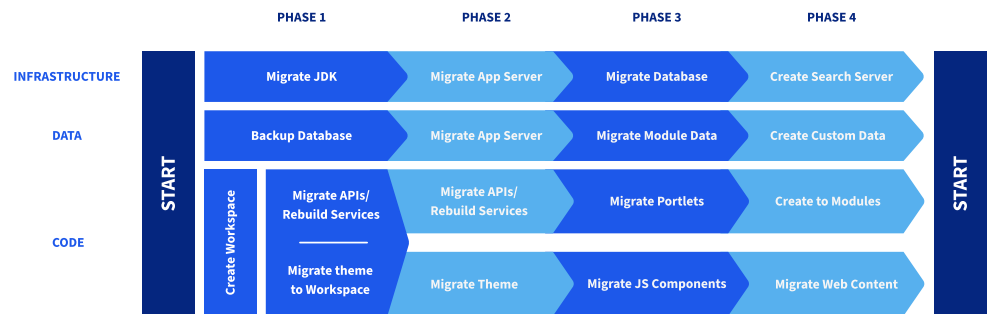 PHASE 1
PHASE 2
PHASE 3
PHASE 4
INFRASTRUCTURE
START
Migrate JDK
Migrate App Server
Migrate Database
Create Search Server
START
DATA
Backup Database
Migrate App Server
Migrate Module Data
Create Custom Data
CODE
Create Workspace
Migrate APIs/
Rebuild Services
Migrate theme
to Workspace
Migrate APIs/
Rebuild Services
Migrate Portlets
Create to Modules
Migrate Theme
Migrate JS Components
Migrate Web Content